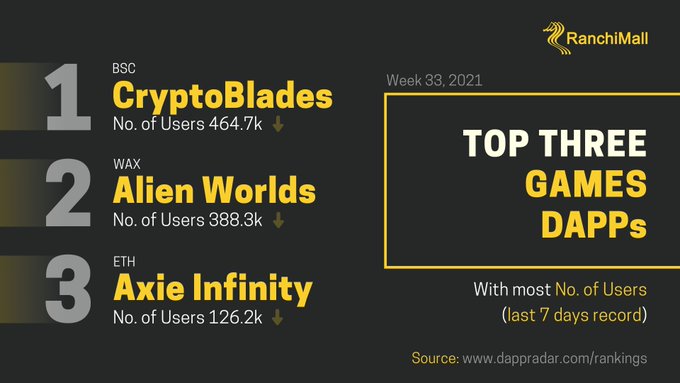 RanchiMall
1
BSC
CryptoBlades
No. of Users 464.7k
2
WAX
Alien Worlds
No. of Users 388.3k
3
ETH
Axie Infinity
No. of Users 126.2k
Week 33, 2021
TOP THREE
GAMES
DAPPs
With most No. of Users
(last 7 days record)
Source: www.dappradar.com/rankings